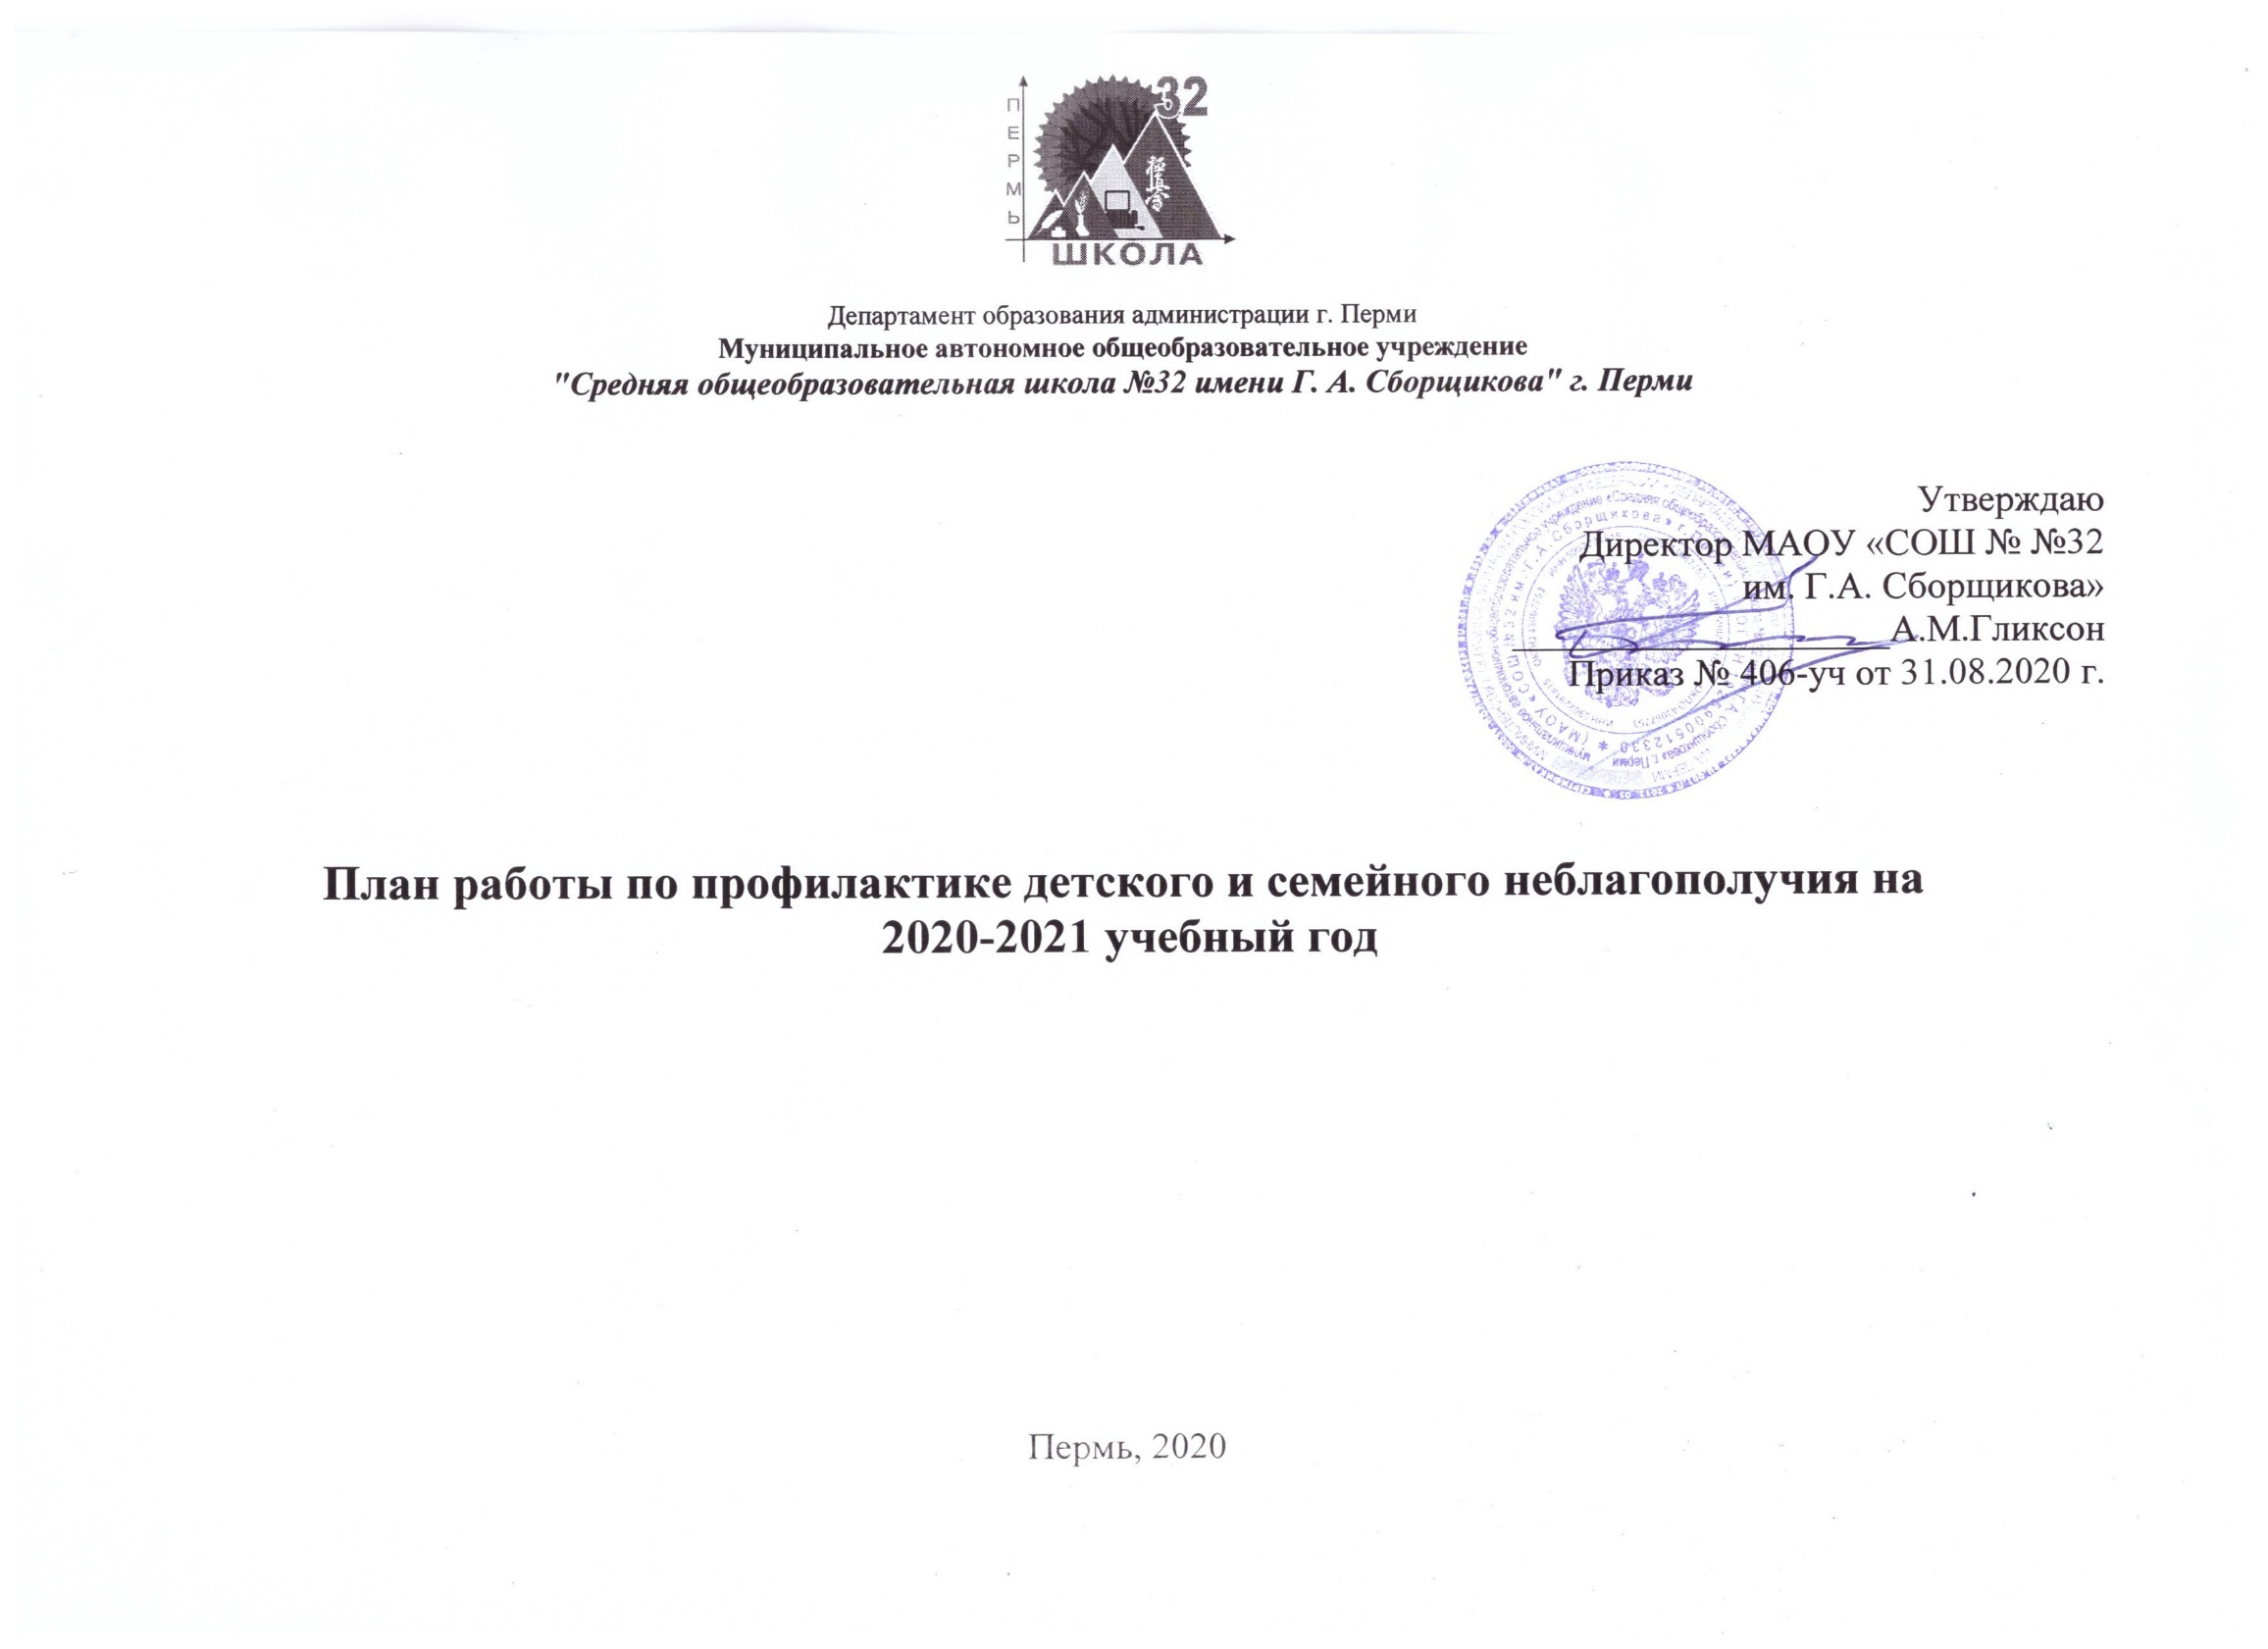 32
ПЕРМЬ
ШКОЛА
Департамент образования администрации г. Перми
Муниципальное автономное общеобразовательное учреждение
"Средняя общеобразовательная школа №32 имени Г. А. Сборщикова" г. Перми
Утверждаю
Директор МАОУ «СОШ № №32
им. Г.А. Сборщикова»
А.М.Гликсон
Приказ № 406-уч от 31.08.2020 г.
План работы по профилактике детского и семейного неблагополучия на
2020-2021 учебный год
Пермь, 2020